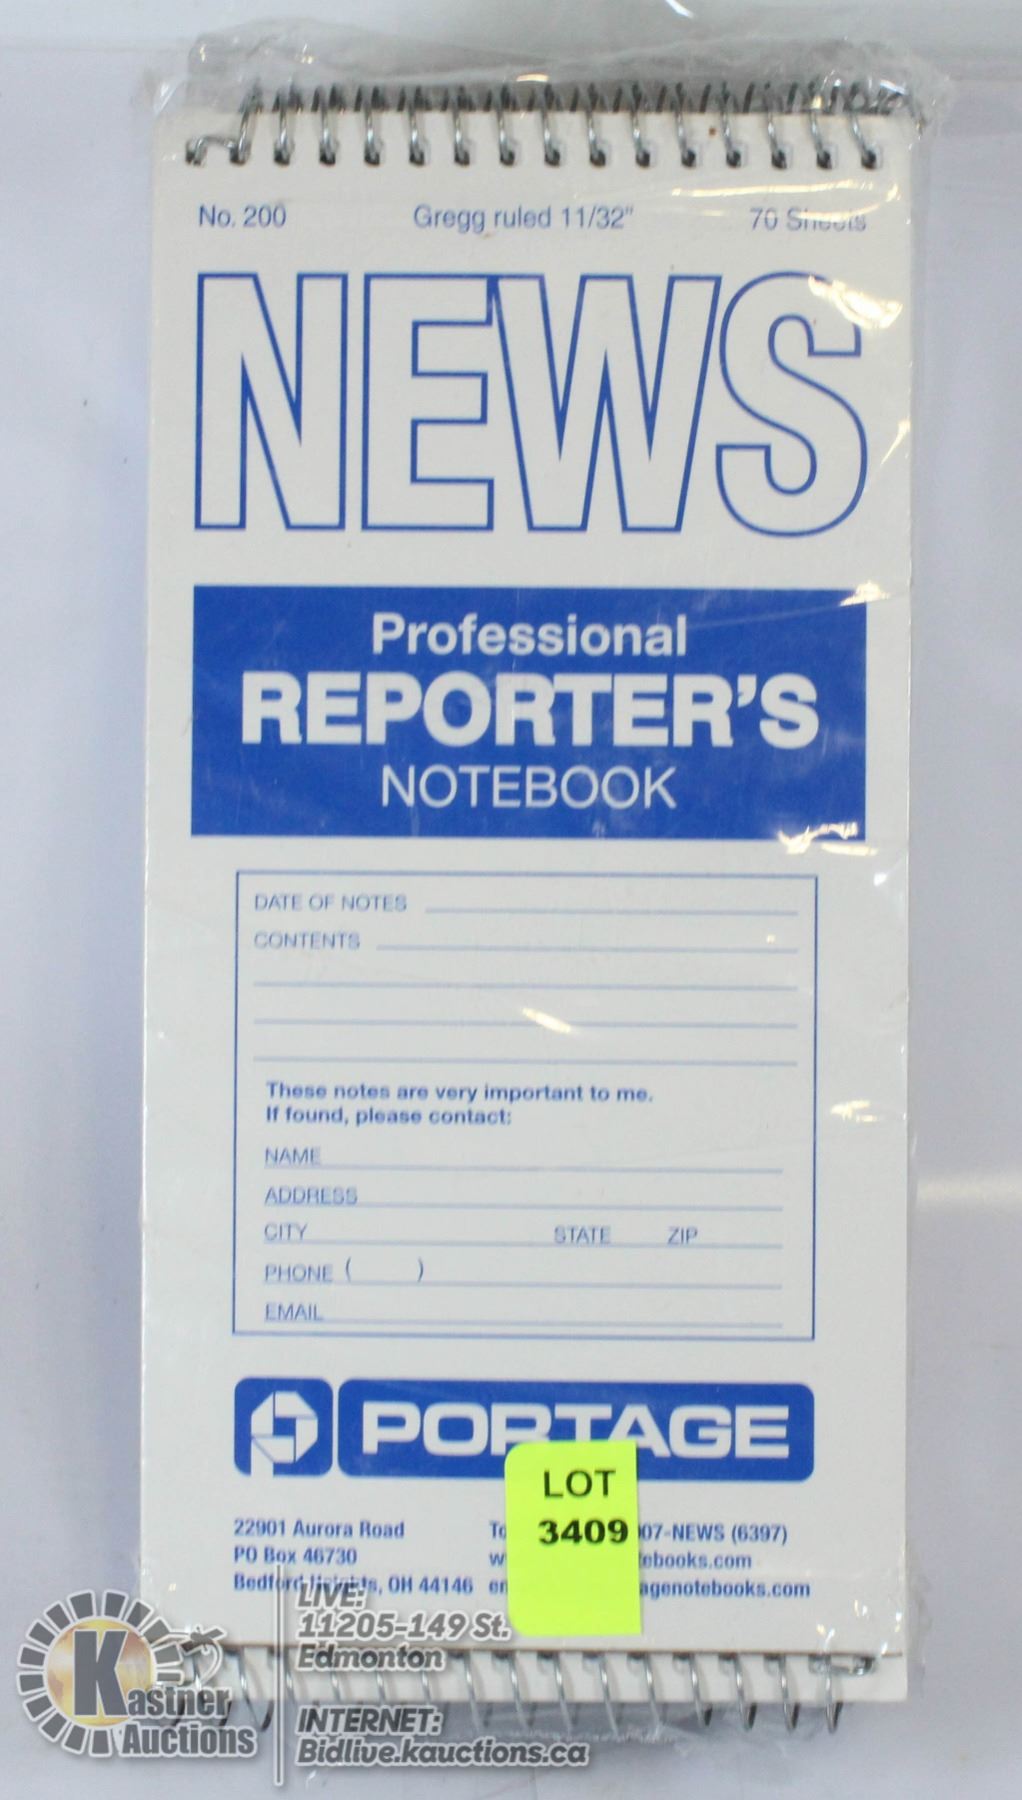 No. 200 Gregg ruled 11/32" 70 Sheets
NEWS
Professional
REPORTER'S
NOTEBOOK
DATE OF NOTES
CONTENTS
These notes are very important to me.
If found, please contact:
NAME
ADDRESS
CITY STATE ZIP
PHONE ( )
EMAIL
PORTAGE
LOT
3409
22901 Aurora Road
PO Box 46730
Bedford Heights, OH 44146
07-NEWS (6397)
ebooks.com
agenotebooks.com
Kastner
Auctions
LIVE:
11205-149 St.
Edmonton
INTERNET:
Bidlive.kauctions.ca